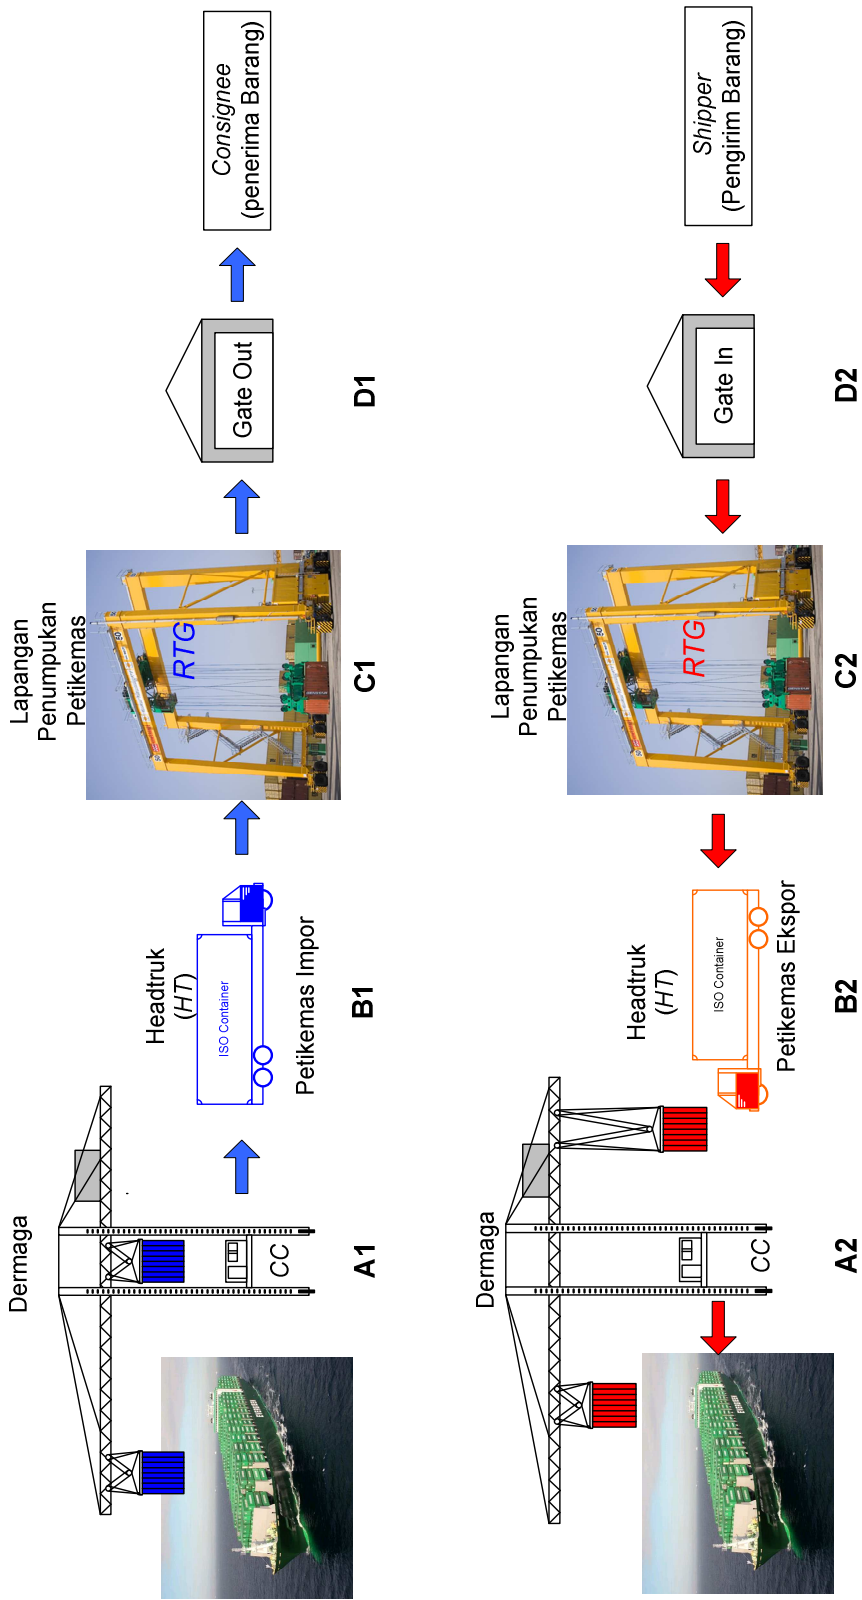 Dermaga
CC
A1
Headtruk
(HT)
ISO Container
Petikemas Impor
B1
Lapangan
Penumpukan
Petikemas
RTG
C1
Gate Out
D1
Consignee
(penerima Barang)
Dermaga
CC
A2
Headtruk
(HT)
ISO Container
Petikemas Ekspor
B2
Lapangan
Penumpukan
Petikemas
RTG
C2
Gate In
D2
Shipper
(Pengirim Barang)